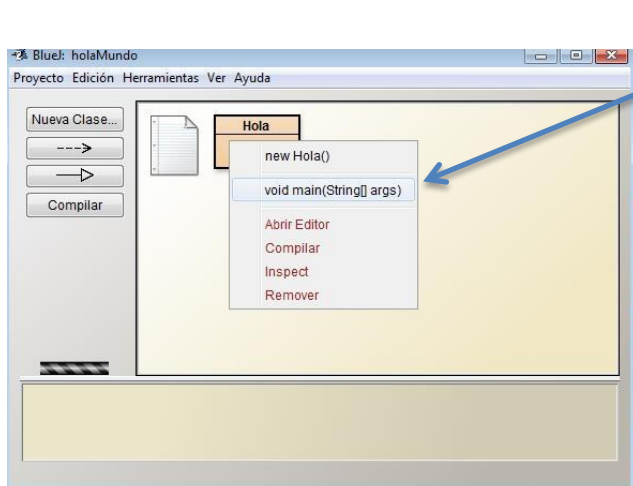 BlueJ: holaMundo
Proyecto Edición Herramientas Ver Ayuda
Nueva Clase...
Compilar
Hola
new Hola()
void main(String[] args)
Abrir Editor
Compilar
Inspect
Remover